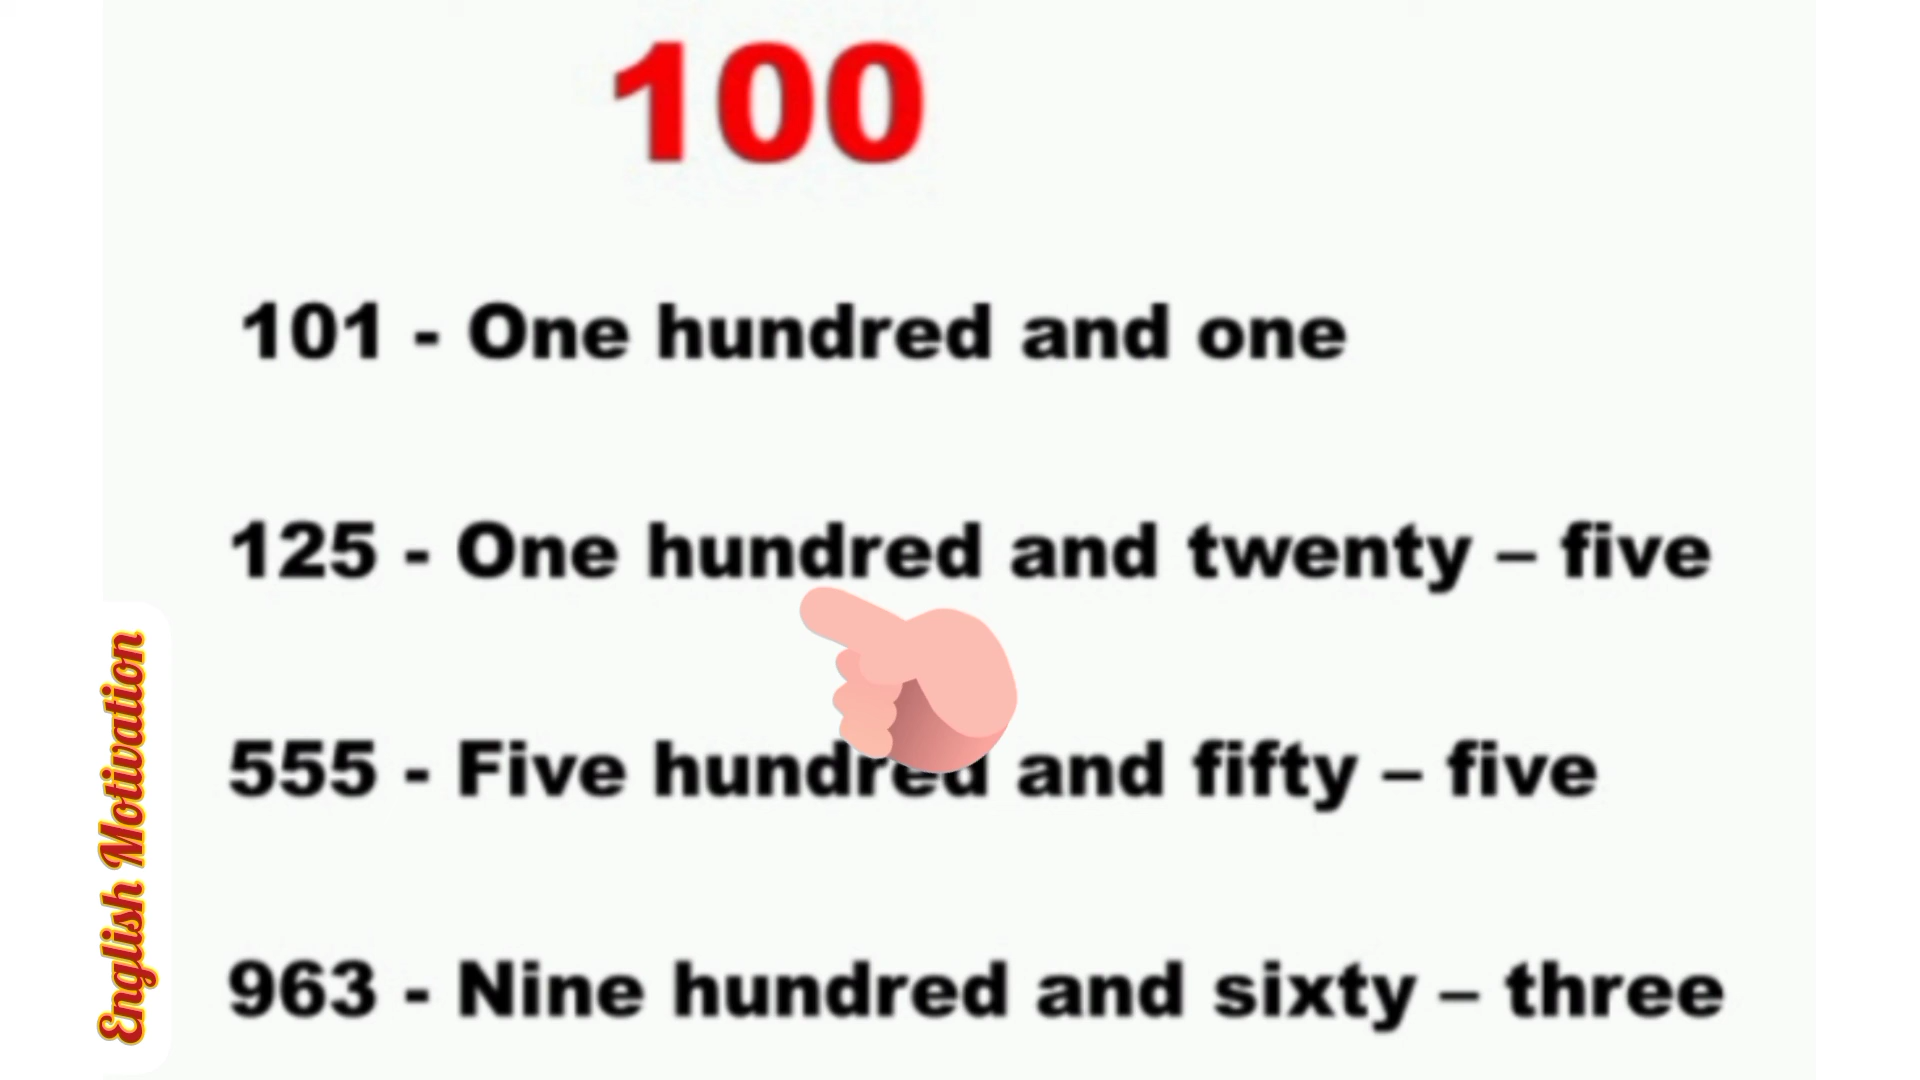 100
101 - One hundred and one
125 - One hundred and twenty – five
555 - Five hundred and fifty – five
963 - Nine hundred and sixty – three
English Motivation